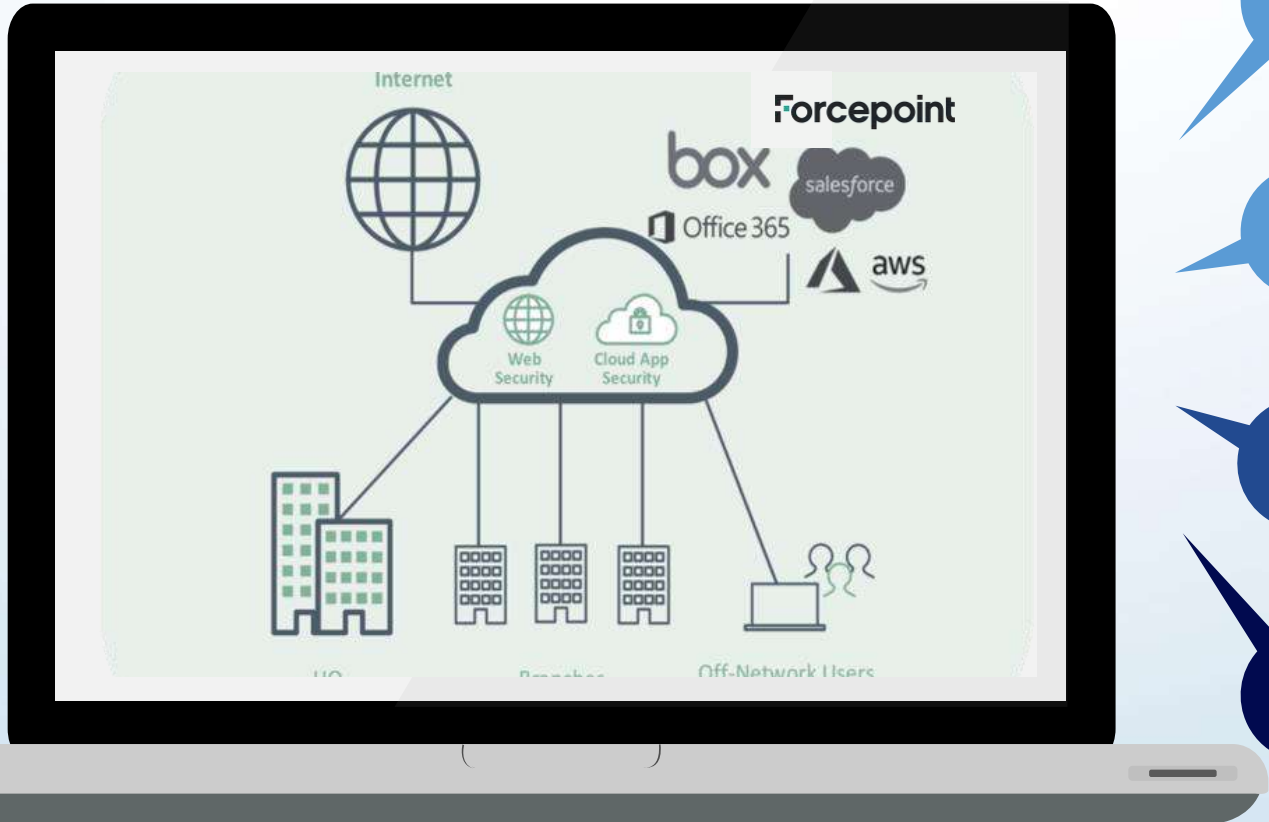 Internet
Forcepoint
box
salesforce
Office 365
aws
Web
Security
Cloud App
Security
Off-Network Users